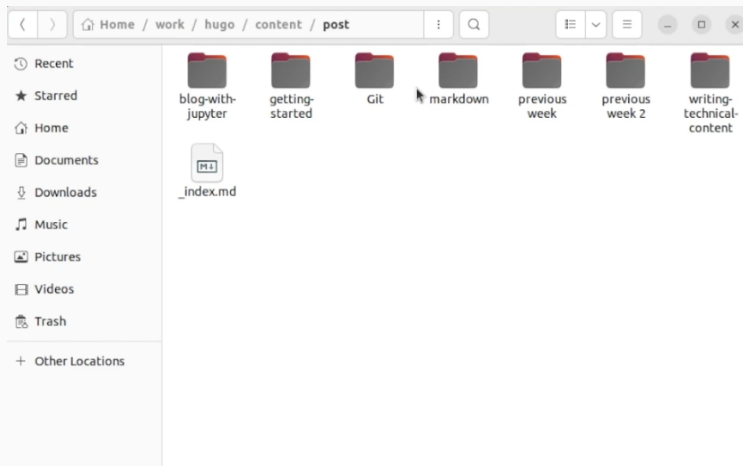 Home / work / hugo / content / post
Recent
Starred
Home
Documents
Downloads
Music
Pictures
Videos
Trash
Other Locations
blog-with-
jupyter
getting-
started
Git
markdown
previous
week
previous
week 2
writing-
technical-
content
M
_index.md